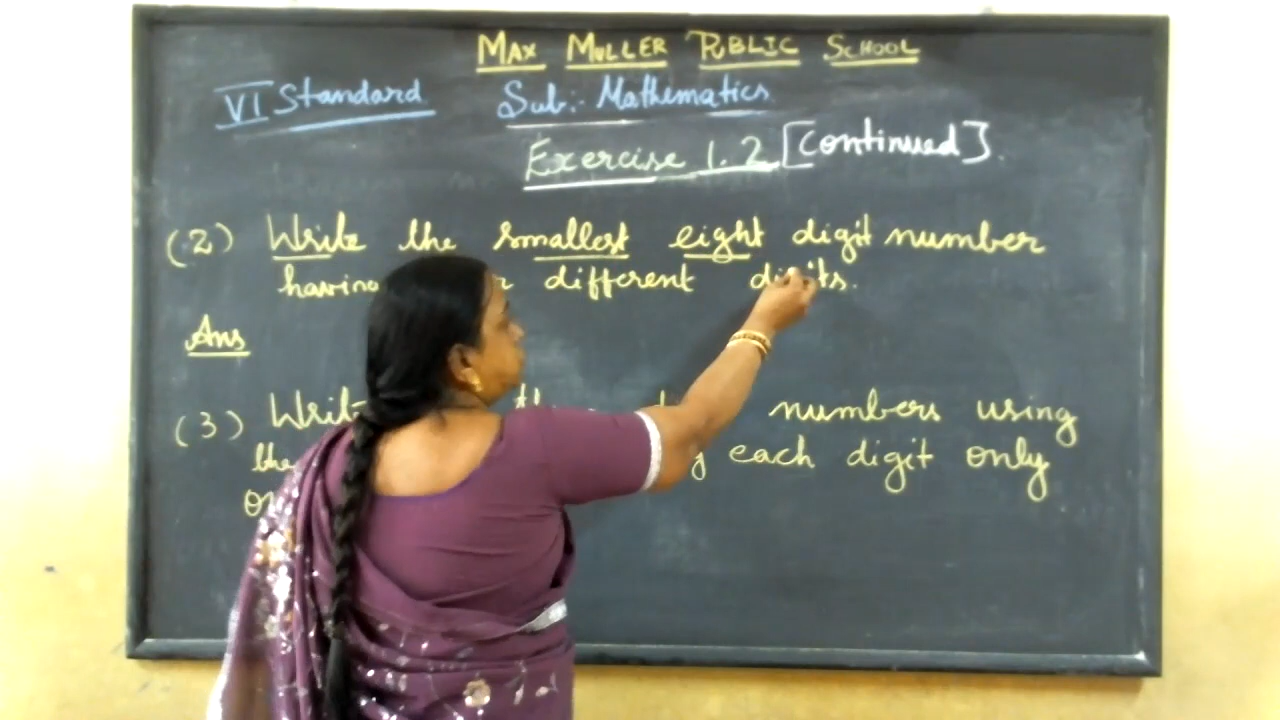 MAX MULLER PUBLIC SCHOOL
VI Standard Sub:- Mathematics
Exercise 1.2 [Continued].
(2) Write the smallest eight digit number
having different digits.
Ans
(3) Write numbers using
the each digit only